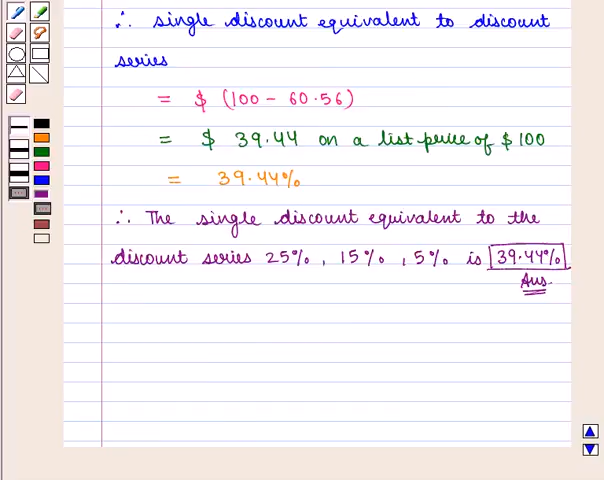 ∴ single discount equivalent to discount
series
= $ (100 - 60.56)
= $ 39.44 on a list price of $ 100
= 39.44%
∴ The single discount equivalent to the
discount series 25%, 15%, 5% is 39.44%
Ans.